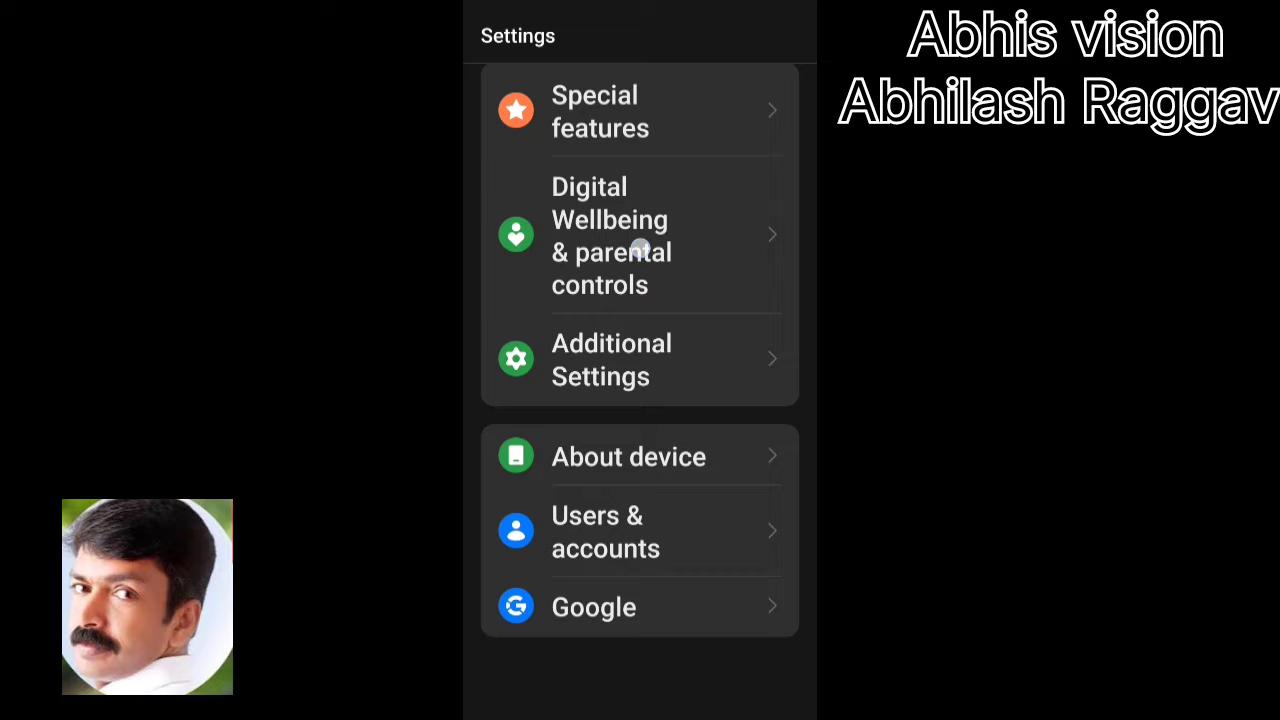 Settings
Abhis vision
Abhilash Raggav
Special
features
Digital
Wellbeing
& parental
controls
Additional
Settings
About device
Users &
accounts
Google